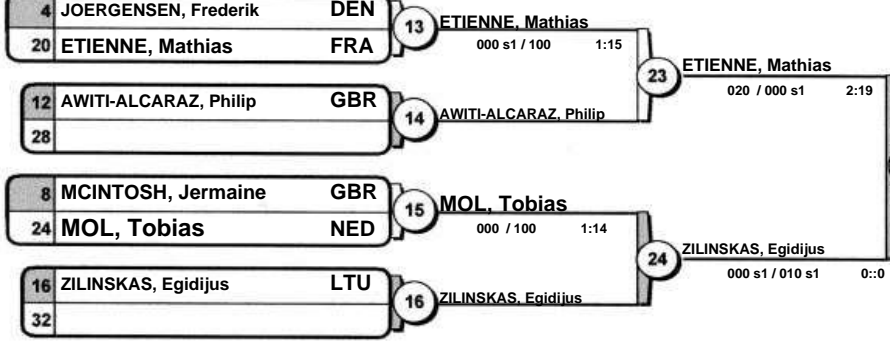 4 JOERGENSEN, Frederik DEN
20 ETIENNE, Mathias FRA
13 ETIENNE, Mathias
000 s1 / 100 1:15
12 AWITI-ALCARAZ, Philip GBR
28
14 AWITI-ALCARAZ, Philip
23 ETIENNE, Mathias
020 / 000 s1 2:19
8 MCINTOSH, Jermaine GBR
24 MOL, Tobias NED
15 MOL, Tobias
000 / 100 1:14
16 ZILINSKAS, Egidijus LTU
32
16 ZILINSKAS, Egidijus
24 ZILINSKAS, Egidijus
000 s1 / 010 s1 0::0